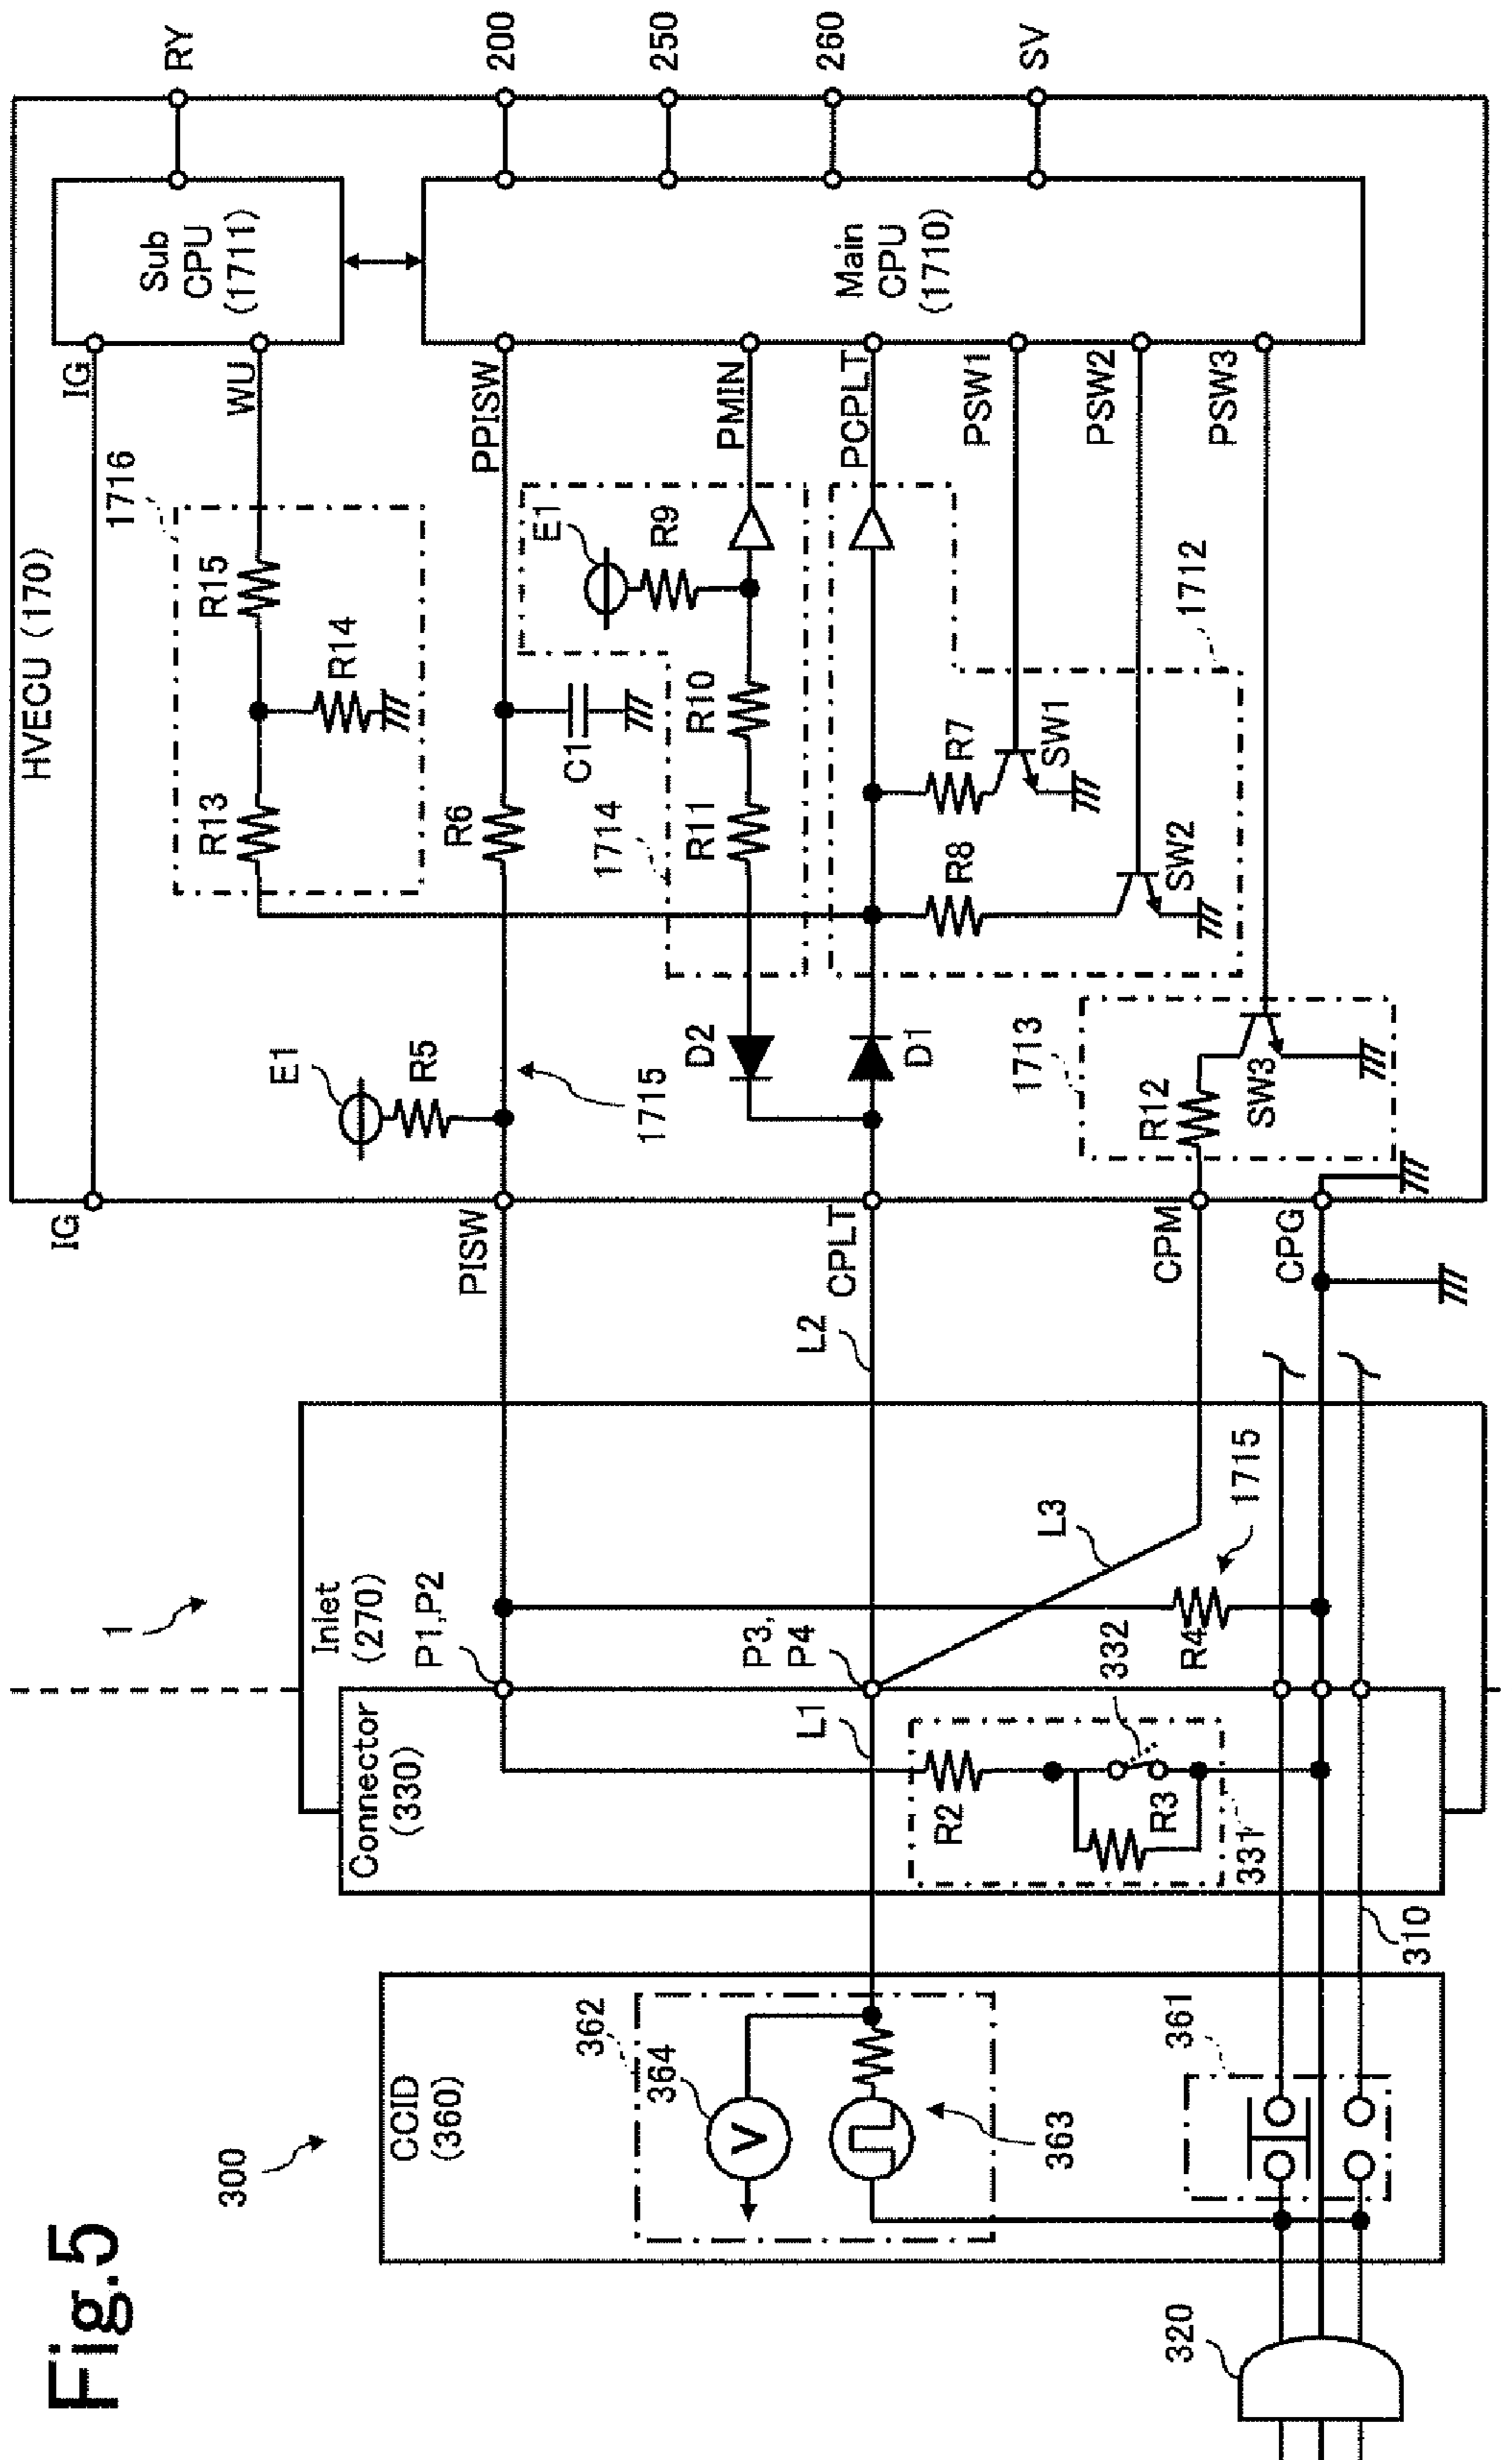 Fig.5
300
1
CCID
(360)
362
364
V
363
361
320
310
Connector
(330)
Inlet
(270)
P1,P2
P3,
P4
L1
L2
L3
R2
R3
331
332
R4
1715
HVECU (170)
IG
PISW
CPLT
CPM
CPG
E1
R5
1715
D2
D1
1713
R12
SW3
R13
R14
R15
1716
R6
C1
1714
R11
R10
R9
E1
R8
R7
SW1
SW2
1712
IG
WU
PPISW
PMIN
PCPLT
PSW1
PSW2
PSW3
Sub
CPU
(1711)
Main
CPU
(1710)
RY
200
250
260
SV